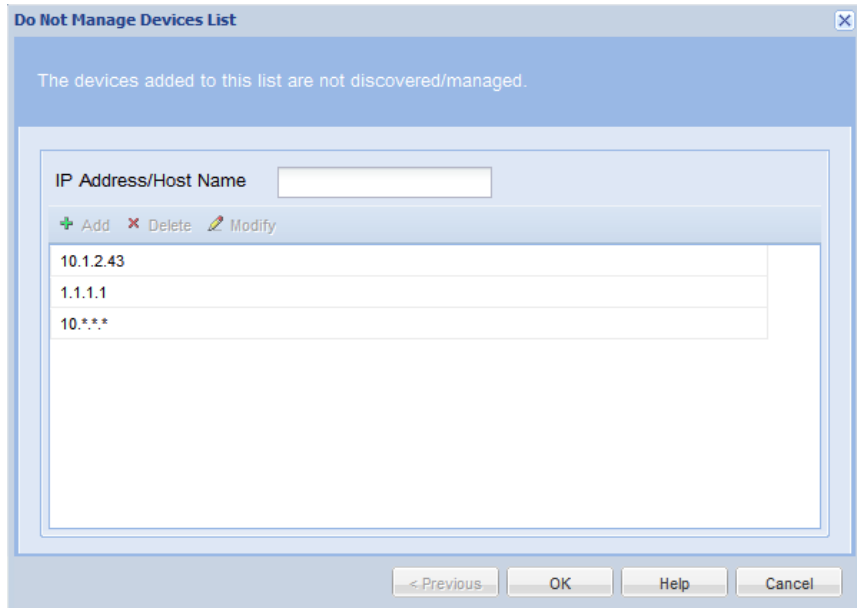 Do Not Manage Devices List
The devices added to this list are not discovered/managed.
IP Address/Host Name
Add Delete Modify
10.1.2.43
1.1.1.1
10.*.*.*
< Previous OK Help Cancel